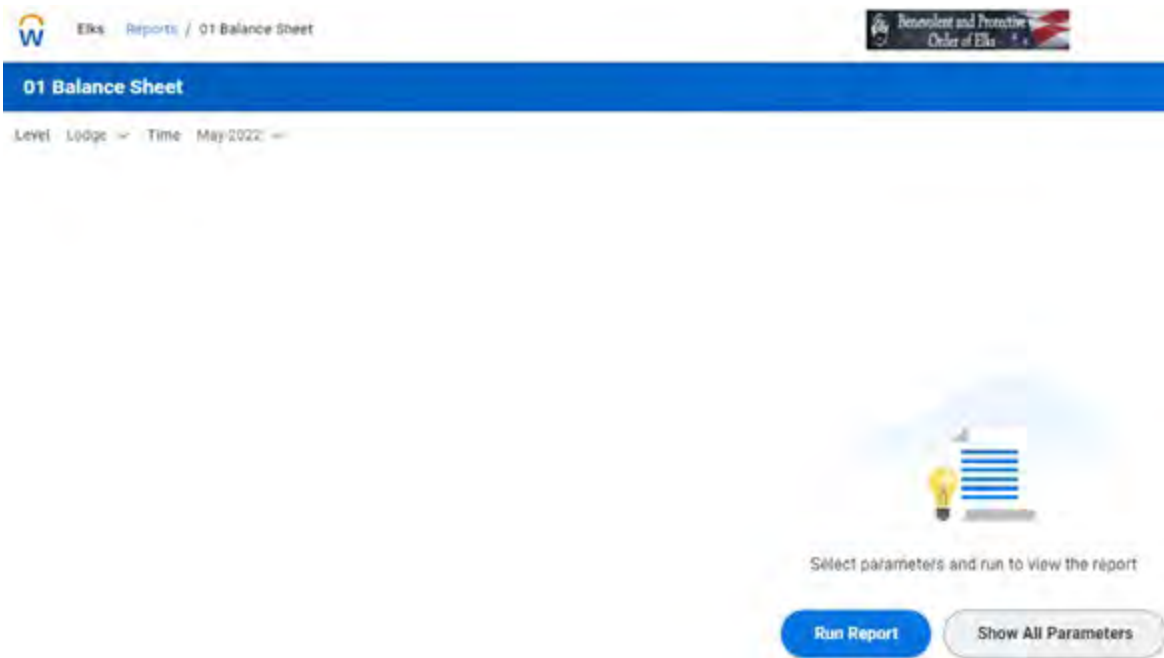 Elks Reports / 01 Balance Sheet
Benevolent and Protective
Order of Elks
01 Balance Sheet
Level Lodge Time May-2022
Select parameters and run to view the report
Run Report Show All Parameters